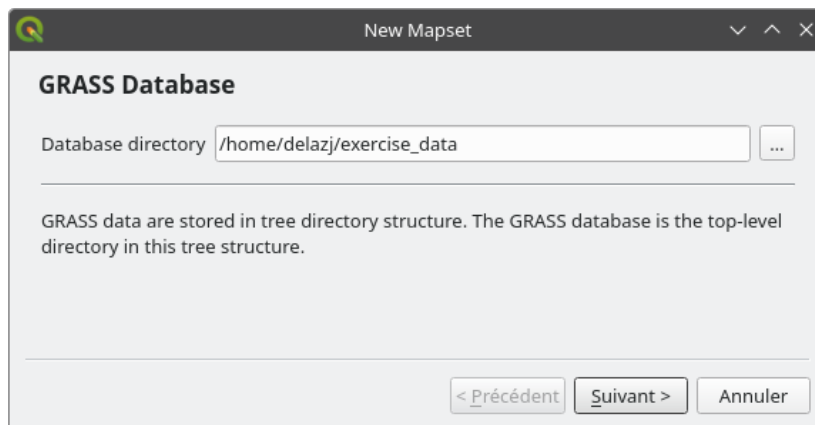 New Mapset
GRASS Database
Database directory /home/delazj/exercise_data ...
GRASS data are stored in tree directory structure. The GRASS database is the top-level
directory in this tree structure.
< Précédent Suivant > Annuler